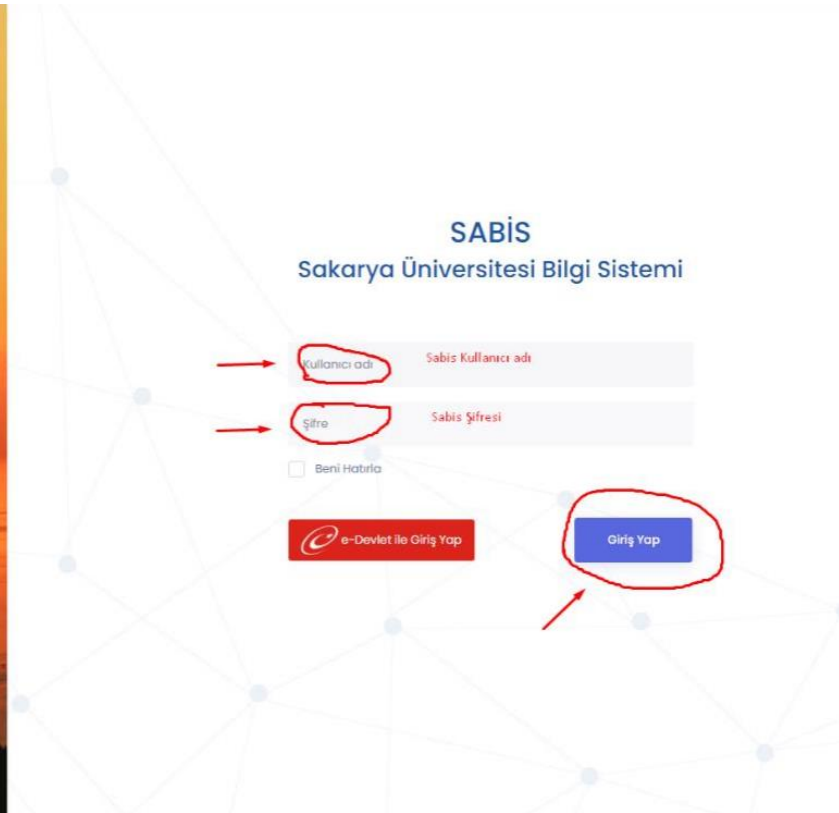 SABİS
Sakarya Üniversitesi Bilgi Sistemi
Kullanıcı adı Sabis Kullanıcı adı
Şifre Sabis Şifresi
Beni Hatırla
e-Devlet ile Giriş Yap Giriş Yap